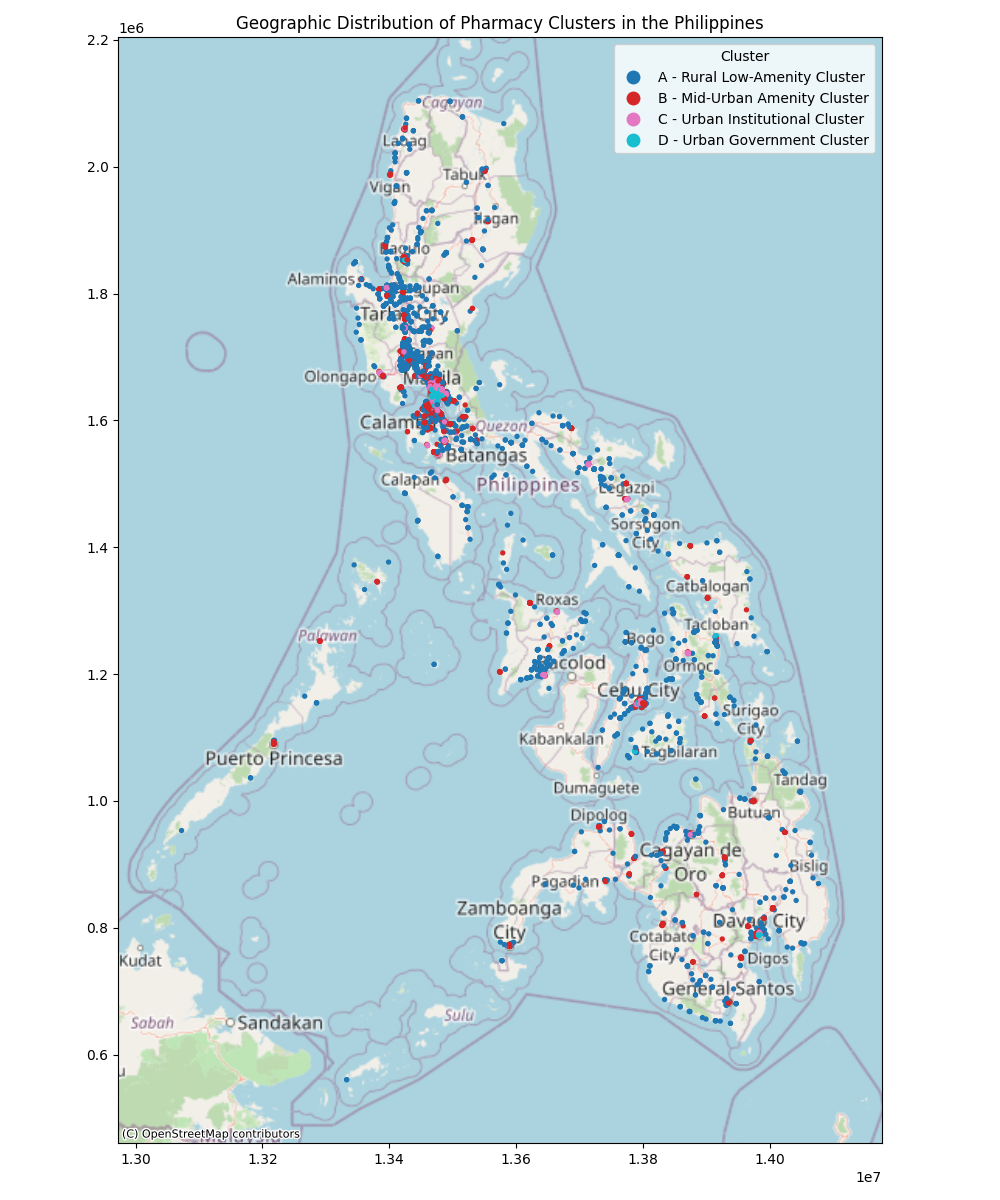 Geographic Distribution of Pharmacy Clusters in the Philippines
1e6
2.2
2.0
1.8
1.6
1.4
1.2
1.0
0.8
0.6
Cluster
A - Rural Low-Amenity Cluster
B - Mid-Urban Amenity Cluster
C - Urban Institutional Cluster
D - Urban Government Cluster
Cagayan
Laoag
Tabuk
Vigan
Ilagan
Baguio
Alaminos
Tarlac City
Olongapo
Manila
Quezon
Batangas
Calapan
Philippines
Legazpi
Sorsogon
City
Catbalogan
Roxas
Tacloban
Palawan
Bogo
Bacolod
Ormoc
Cebu City
Surigao
City
Kabankalan
Tagbilaran
Puerto Princesa
Tandag
Dumaguete
Butuan
Dipolog
Cagayan de
Oro
Bislig
Pagadian
Zamboanga
City
Davao City
Cotabato
City
Digos
Kudat
General Santos
Sabah
Sandakan
Sulu
(C) OpenStreetMap contributors
1.30
1.32
1.34
1.36
1.38
1.40
1e7